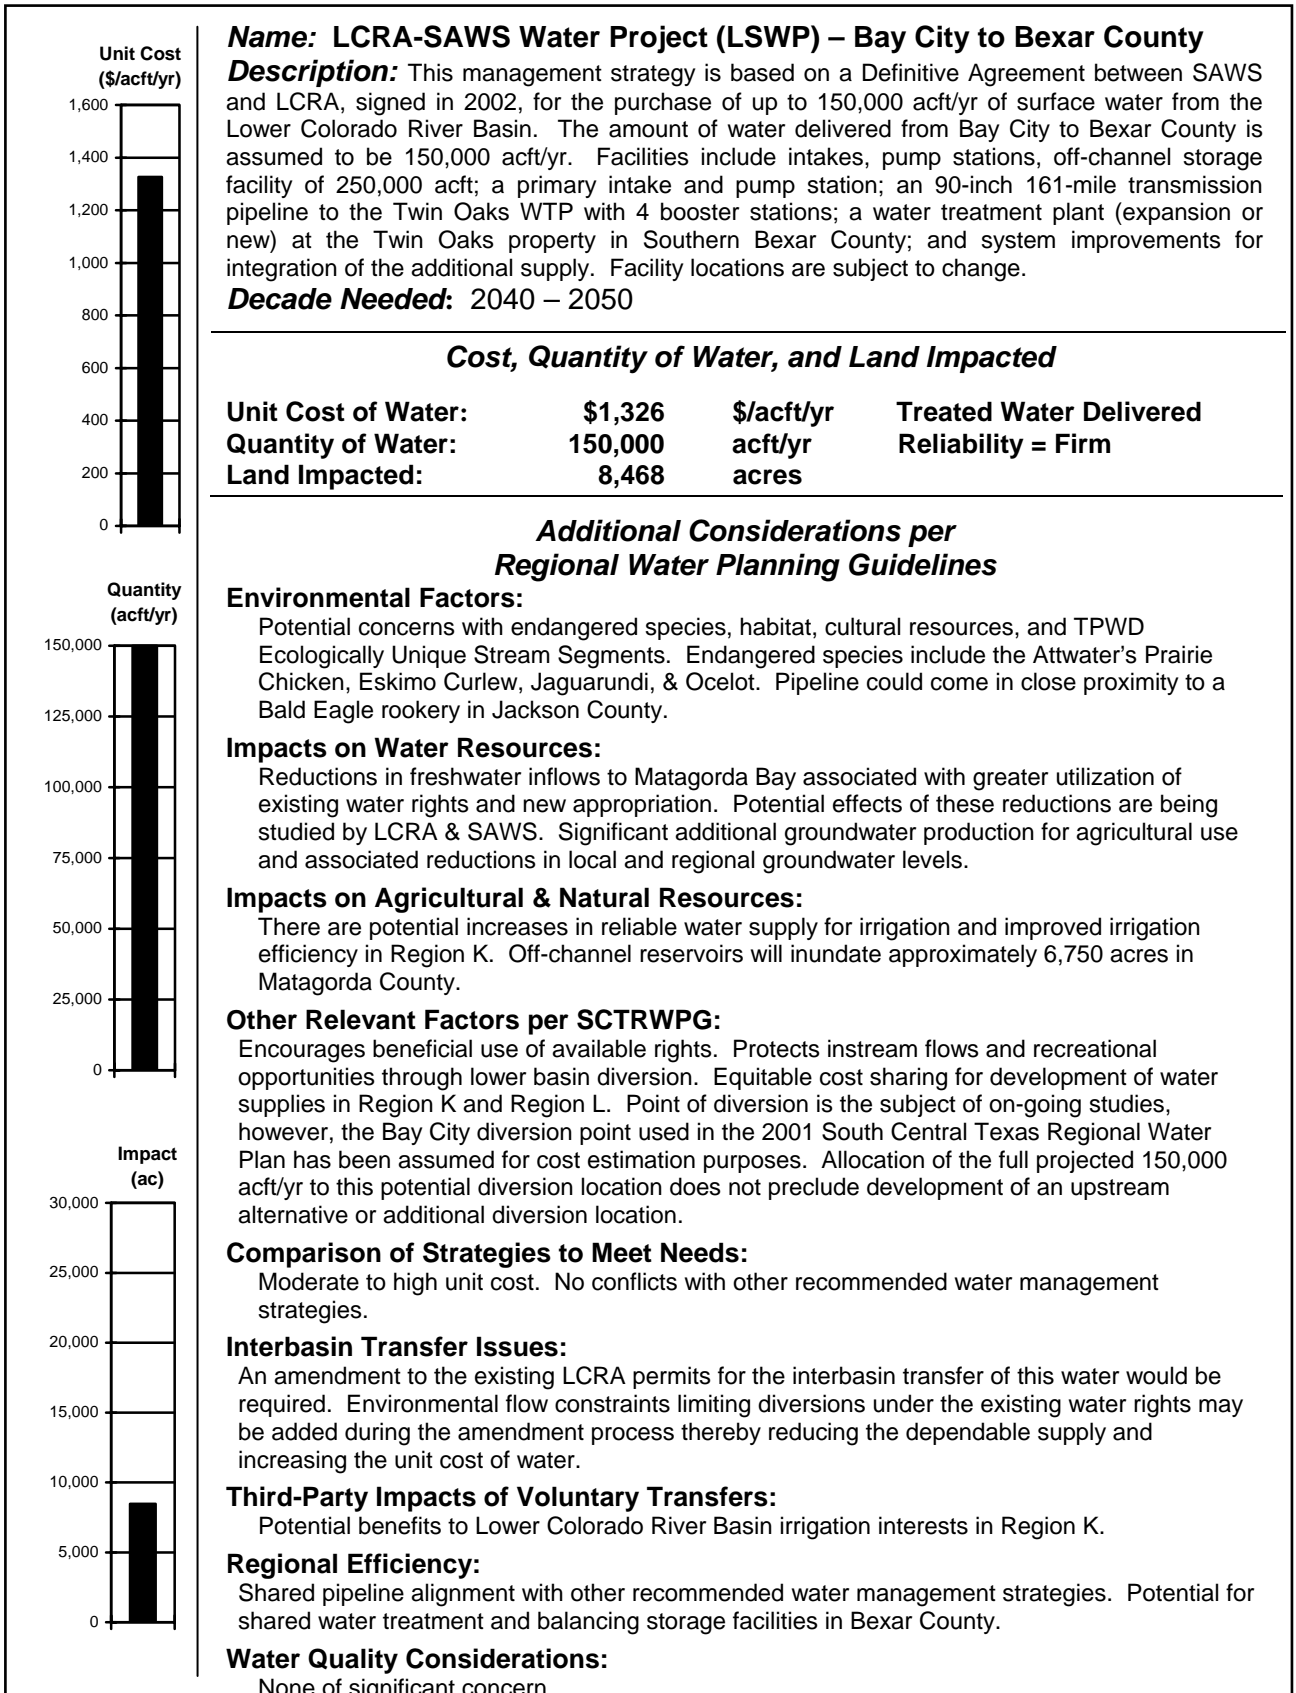 Unit Cost
($/acft/yr)
1,600
1,400
1,200
1,000
800
600
400
200
0
Quantity
(acft/yr)
150,000
125,000
100,000
75,000
50,000
25,000
0
Impact
(ac)
30,000
25,000
20,000
15,000
10,000
5,000
0
Name: LCRA-SAWS Water Project (LSWP) – Bay City to Bexar County
Description: This management strategy is based on a Definitive Agreement between SAWS
and LCRA, signed in 2002, for the purchase of up to 150,000 acft/yr of surface water from the
Lower Colorado River Basin. The amount of water delivered from Bay City to Bexar County is
assumed to be 150,000 acft/yr. Facilities include intakes, pump stations, off-channel storage
facility of 250,000 acft; a primary intake and pump station; an 90-inch 161-mile transmission
pipeline to the Twin Oaks WTP with 4 booster stations; a water treatment plant (expansion or
new) at the Twin Oaks property in Southern Bexar County; and system improvements for
integration of the additional supply. Facility locations are subject to change.
Decade Needed: 2040 – 2050
Cost, Quantity of Water, and Land Impacted
Unit Cost of Water: $1,326 $/acft/yr Treated Water Delivered
Quantity of Water: 150,000 acft/yr Reliability = Firm
Land Impacted: 8,468 acres
Additional Considerations per
Regional Water Planning Guidelines
Environmental Factors:
Potential concerns with endangered species, habitat, cultural resources, and TPWD
Ecologically Unique Stream Segments. Endangered species include the Attwater's Prairie
Chicken, Eskimo Curlew, Jaguarundi, & Ocelot. Pipeline could come in close proximity to a
Bald Eagle rookery in Jackson County.
Impacts on Water Resources:
Reductions in freshwater inflows to Matagorda Bay associated with greater utilization of
existing water rights and new appropriation. Potential effects of these reductions are being
studied by LCRA & SAWS. Significant additional groundwater production for agricultural use
and associated reductions in local and regional groundwater levels.
Impacts on Agricultural & Natural Resources:
There are potential increases in reliable water supply for irrigation and improved irrigation
efficiency in Region K. Off-channel reservoirs will inundate approximately 6,750 acres in
Matagorda County.
Other Relevant Factors per SCTRWPG:
Encourages beneficial use of available rights. Protects instream flows and recreational
opportunities through lower basin diversion. Equitable cost sharing for development of water
supplies in Region K and Region L. Point of diversion is the subject of on-going studies,
however, the Bay City diversion point used in the 2001 South Central Texas Regional Water
Plan has been assumed for cost estimation purposes. Allocation of the full projected 150,000
acft/yr to this potential diversion location does not preclude development of an upstream
alternative or additional diversion location.
Comparison of Strategies to Meet Needs:
Moderate to high unit cost. No conflicts with other recommended water management
strategies.
Interbasin Transfer Issues:
An amendment to the existing LCRA permits for the interbasin transfer of this water would be
required. Environmental flow constraints limiting diversions under the existing water rights may
be added during the amendment process thereby reducing the dependable supply and
increasing the unit cost of water.
Third-Party Impacts of Voluntary Transfers:
Potential benefits to Lower Colorado River Basin irrigation interests in Region K.
Regional Efficiency:
Shared pipeline alignment with other recommended water management strategies. Potential for
shared water treatment and balancing storage facilities in Bexar County.
Water Quality Considerations:
None of significant concern